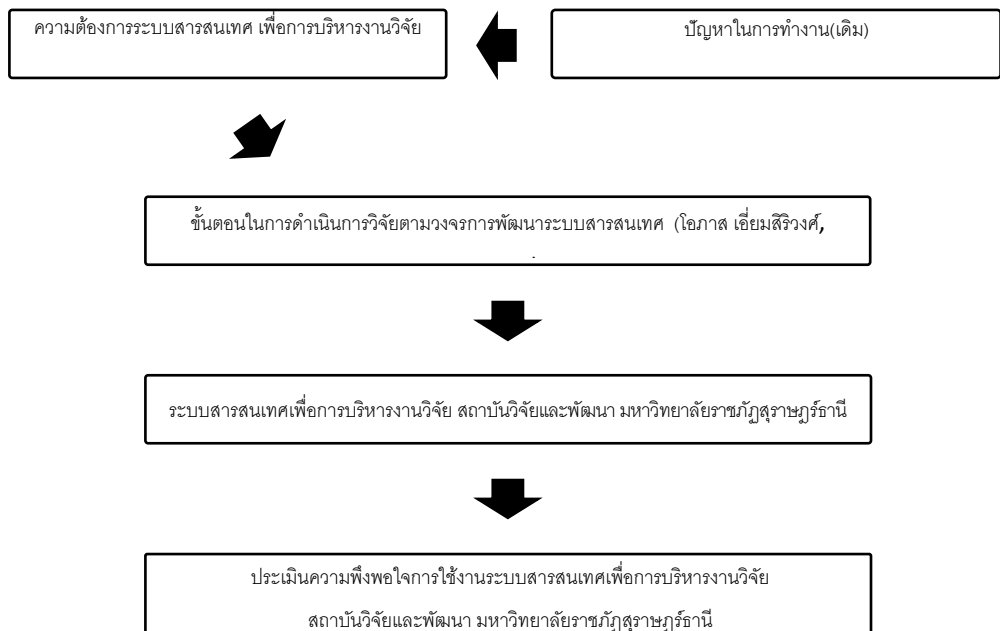 ความต้องการระบบสารสนเทศ เพื่อการบริหารงานวิจัย
ปัญหาในการทำงาน(เดิม)
ขั้นตอนในการดำเนินการวิจัยตามวงจรการพัฒนาระบบสารสนเทศ (โอภาส เอี่ยมสิริวงศ์,
ระบบสารสนเทศเพื่อการบริหารงานวิจัย สถาบันวิจัยและพัฒนา มหาวิทยาลัยราชภัฏสุราษฎร์ธานี
ประเมินความพึงพอใจการใช้งานระบบสารสนเทศเพื่อการบริหารงานวิจัย
สถาบันวิจัยและพัฒนา มหาวิทยาลัยราชภัฏสุราษฎร์ธานี